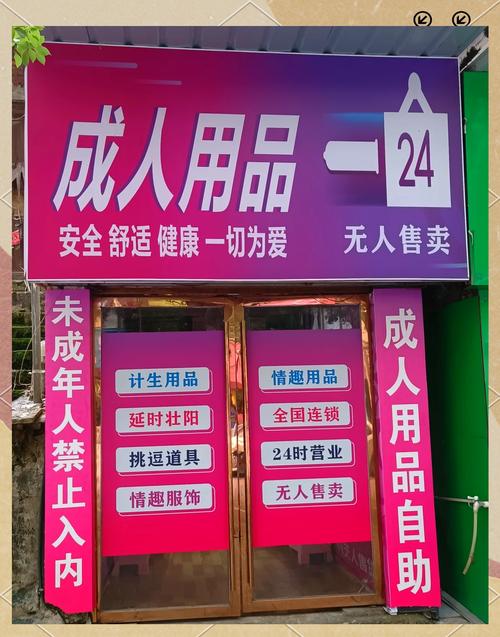 成人用品
24
安全 舒适 健康 一切为爱
无人售卖
未成年人禁止入内
计生用品
延时壮阳
挑逗道具
情趣服饰
情趣用品
全国连锁
24时营业
无人售卖
成人用品自助